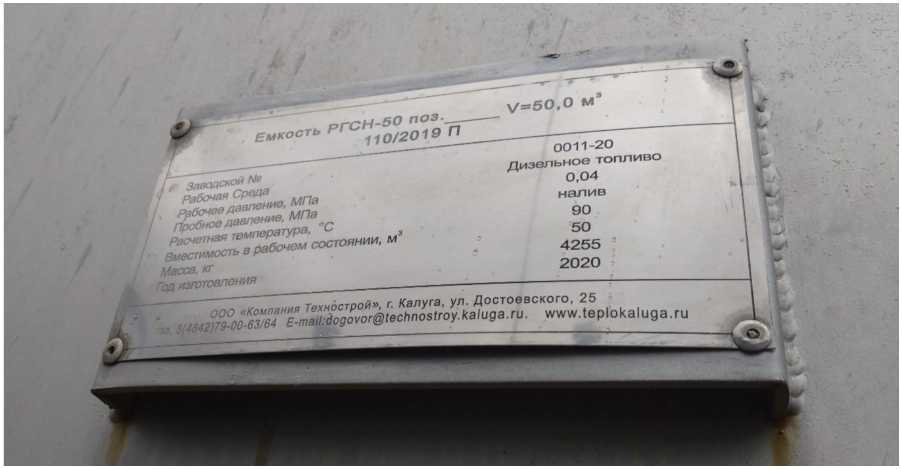 Емкость РГСН-50 поз.______ V=50,0 м³
110/2019 П
Заводской № 0011-20
Рабочая Среда Дизельное топливо
Рабочее давление, МПа 0,04
Пробное давление, МПа налив
Расчетная температура, °С 90
Вместимость в рабочем состоянии, м³ 50
Масса, кг 4255
Год изготовления 2020
ООО «Компания Технострой», г. Калуга, ул. Достоевского, 25
тел. 8(4842)79-00-63/64 E-mail:dogovor@technostroy.kaluga.ru. www.teplokaluga.ru